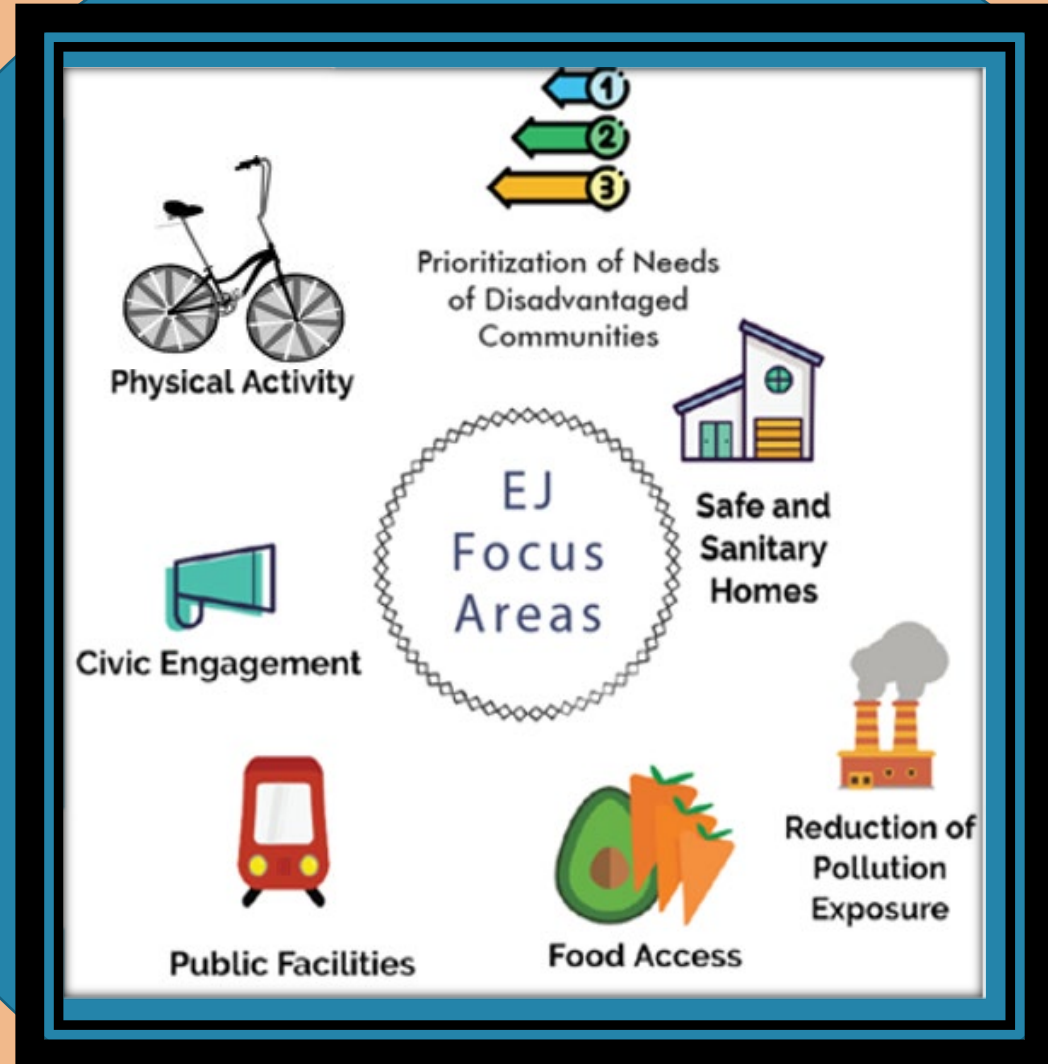 1
2
3
Prioritization of Needs
of Disadvantaged
Communities
Physical Activity
EJ
Focus
Areas
Safe and
Sanitary
Homes
Civic Engagement
Reduction of
Pollution
Exposure
Food Access
Public Facilities